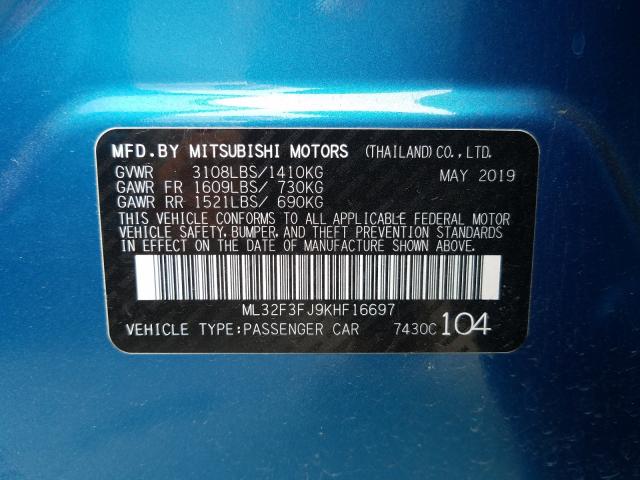 MFD.BY MITSUBISHI MOTORS (THAILAND)CO.,LTD.
GVWR 3108LBS/1410KG MAY 2019
GAWR FR 1609LBS/ 730KG
GAWR RR 1521LBS/ 690KG
THIS VEHICLE CONFORMS TO ALL APPLICABLE FEDERAL MOTOR
VEHICLE SAFETY, BUMPER, AND THEFT PREVENTION STANDARDS
IN EFFECT ON THE DATE OF MANUFACTURE SHOWN ABOVE.
ML32F3FJ9KHF16697
VEHICLE TYPE:PASSENGER CAR 7430C 104